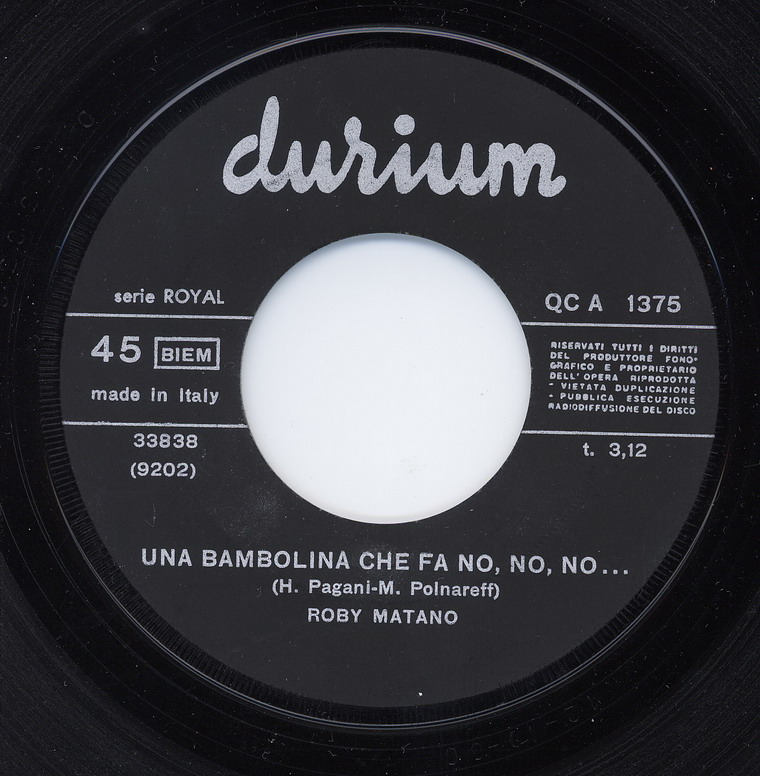 durium
serie ROYAL
QC A 1375
45 BIEM
made in Italy
RISERVATI TUTTI I DIRITTI
DEL PRODUTTORE FONO-
GRAFICO E PROPRIETARIO
DELL'OPERA RIPRODOTTA
- VIETATA DUPLICAZIONE
- PUBBLICA ESECUZIONE
RADIODIFFUSIONE DEL DISCO
33838
(9202)
t. 3,12
UNA BAMBOLINA CHE FA NO, NO, NO...
(H. Pagani-M. Polnareff)
ROBY MATANO